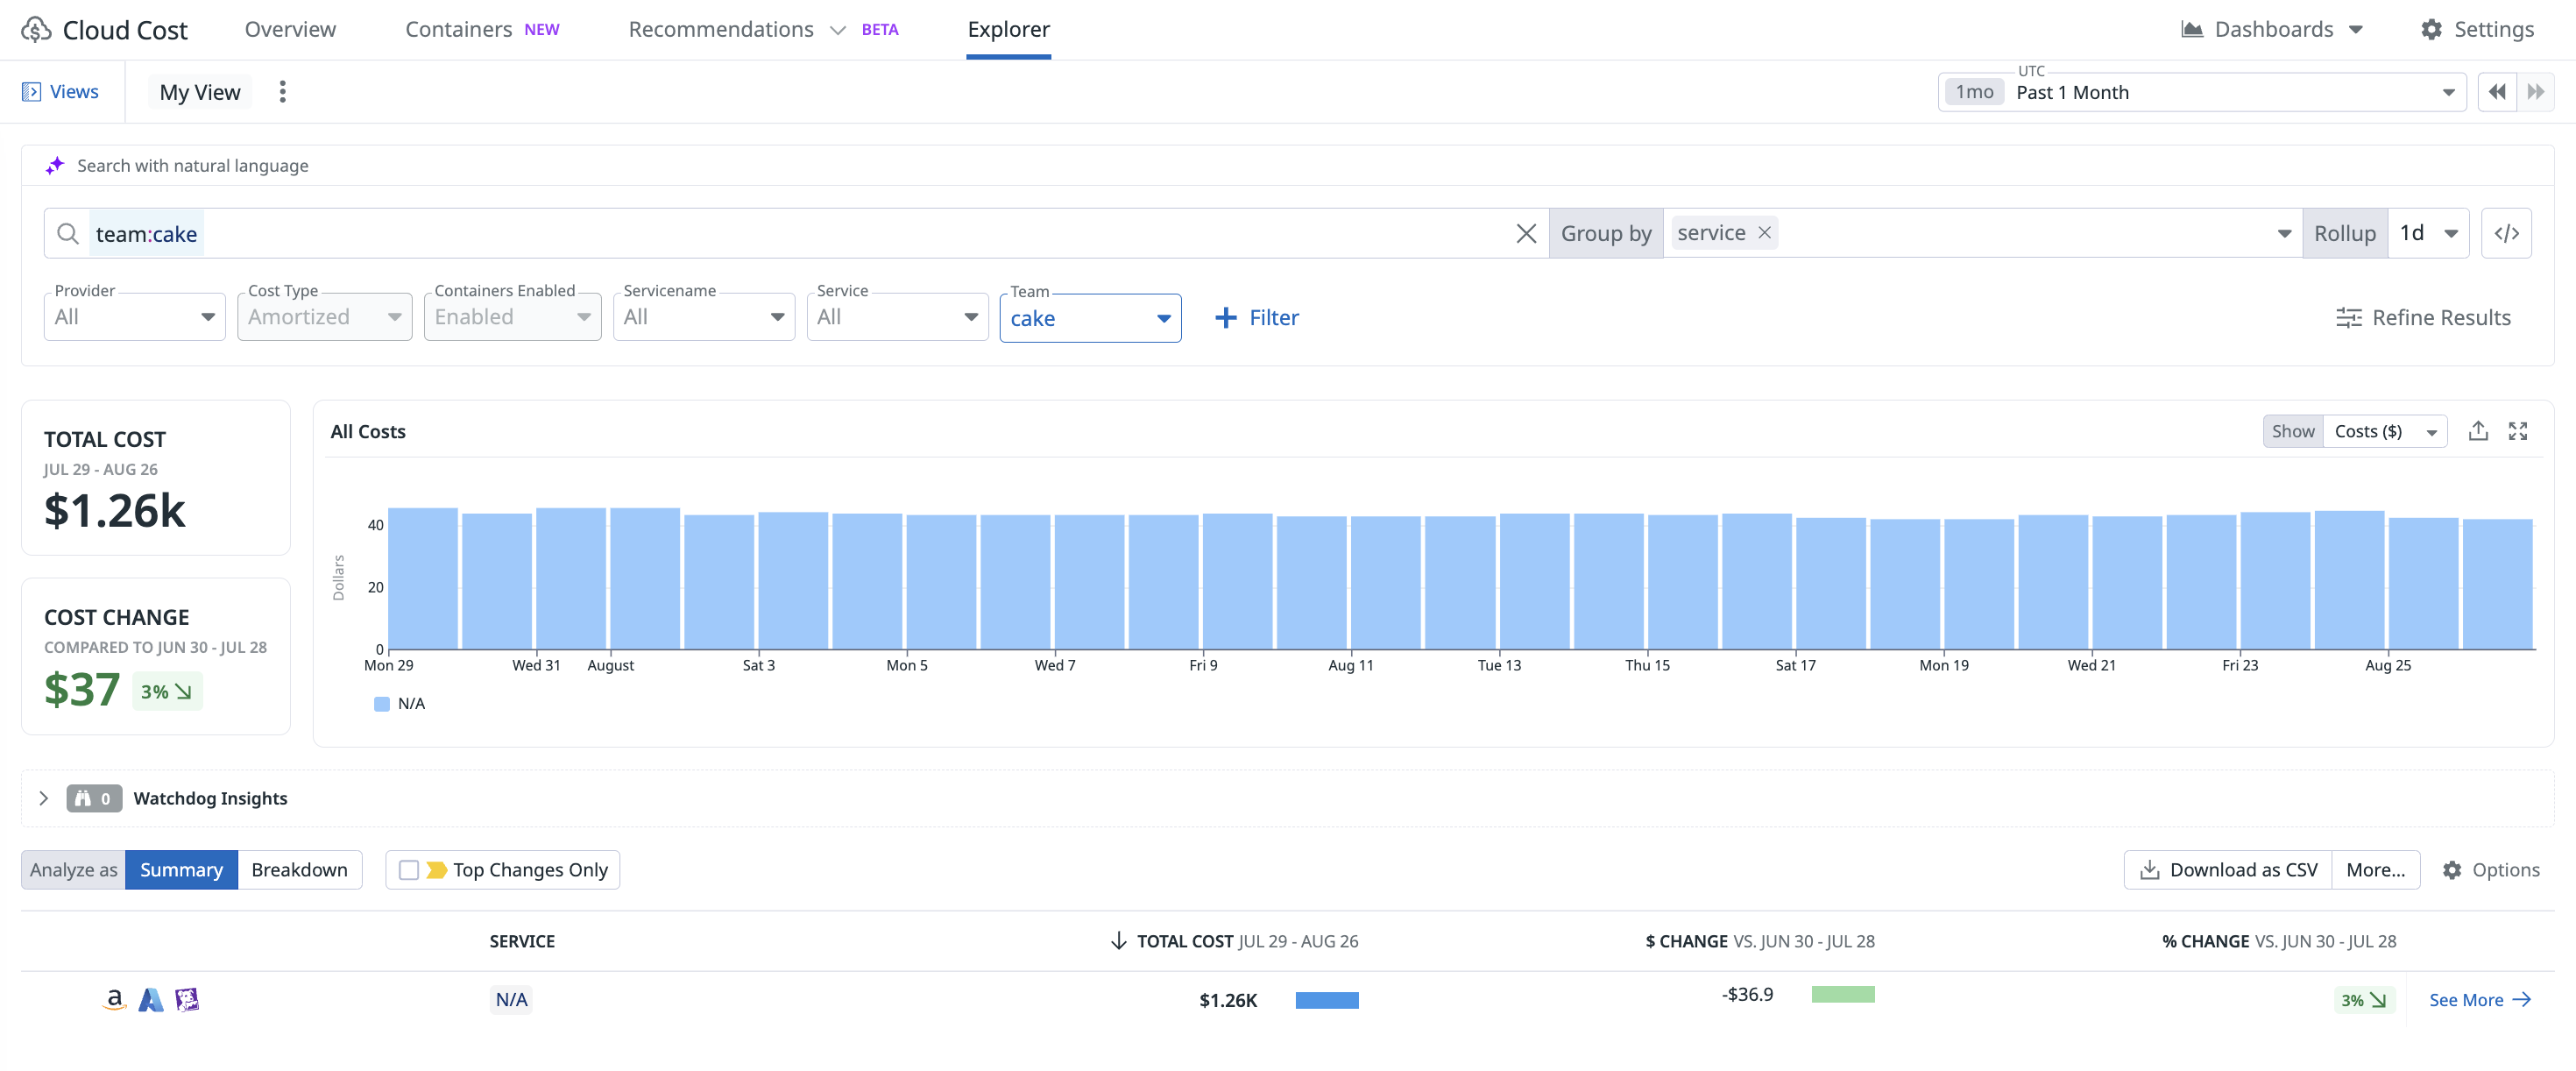 Cloud Cost Overview Containers NEW Recommendations BETA Explorer Dashboards Settings
Views My View UTC 1mo Past 1 Month
Search with natural language
team:cake Group by service Rollup 1d </>
Provider Cost Type Containers Enabled Servicename Service Team
All Amortized Enabled All All cake + Filter Refine Results
TOTAL COST
JUL 29 - AUG 26
$1.26k
COST CHANGE
COMPARED TO JUN 30 - JUL 28
$37 3%
All Costs Show Costs ($)
Dollars
40
20
0
Mon 29 Wed 31 August Sat 3 Mon 5 Wed 7 Fri 9 Aug 11 Tue 13 Thu 15 Sat 17 Mon 19 Wed 21 Fri 23 Aug 25
N/A
0 Watchdog Insights
Analyze as Summary Breakdown Top Changes Only Download as CSV More... Options
SERVICE TOTAL COST JUL 29 - AUG 26 $ CHANGE VS. JUN 30 - JUL 28 % CHANGE VS. JUN 30 - JUL 28
a N/A $1.26K -$36.9 3% See More